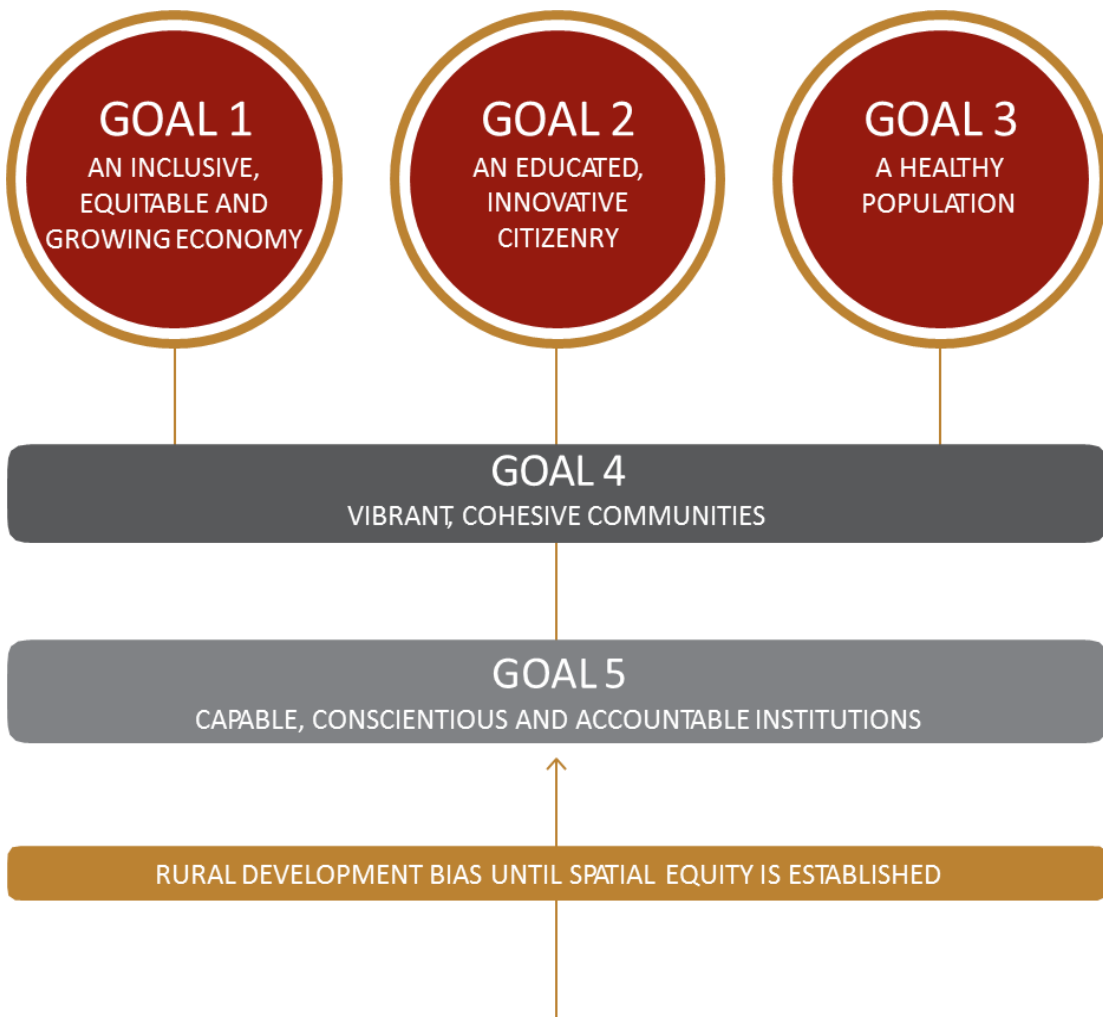 GOAL 1
AN INCLUSIVE,
EQUITABLE AND
GROWING ECONOMY
GOAL 2
AN EDUCATED,
INNOVATIVE
CITIZENRY
GOAL 3
A HEALTHY
POPULATION
GOAL 4
VIBRANT, COHESIVE COMMUNITIES
GOAL 5
CAPABLE, CONSCIENTIOUS AND ACCOUNTABLE INSTITUTIONS
RURAL DEVELOPMENT BIAS UNTIL SPATIAL EQUITY IS ESTABLISHED